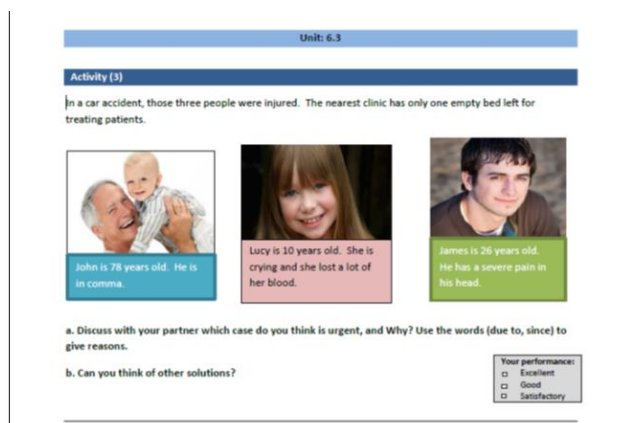 Unit: 6.3
Activity (3)
In a car accident, those three people were injured. The nearest clinic has only one empty bed left for
treating patients.
John is 78 years old. He is
in comma.
Lucy is 10 years old. She is
crying and she lost a lot of
her blood.
James is 26 years old.
He has a severe pain in
his head.
a. Discuss with your partner which case do you think is urgent, and Why? Use the words (due to, since) to
give reasons.
b. Can you think of other solutions?
Your performance:
Excellent
Good
Satisfactory